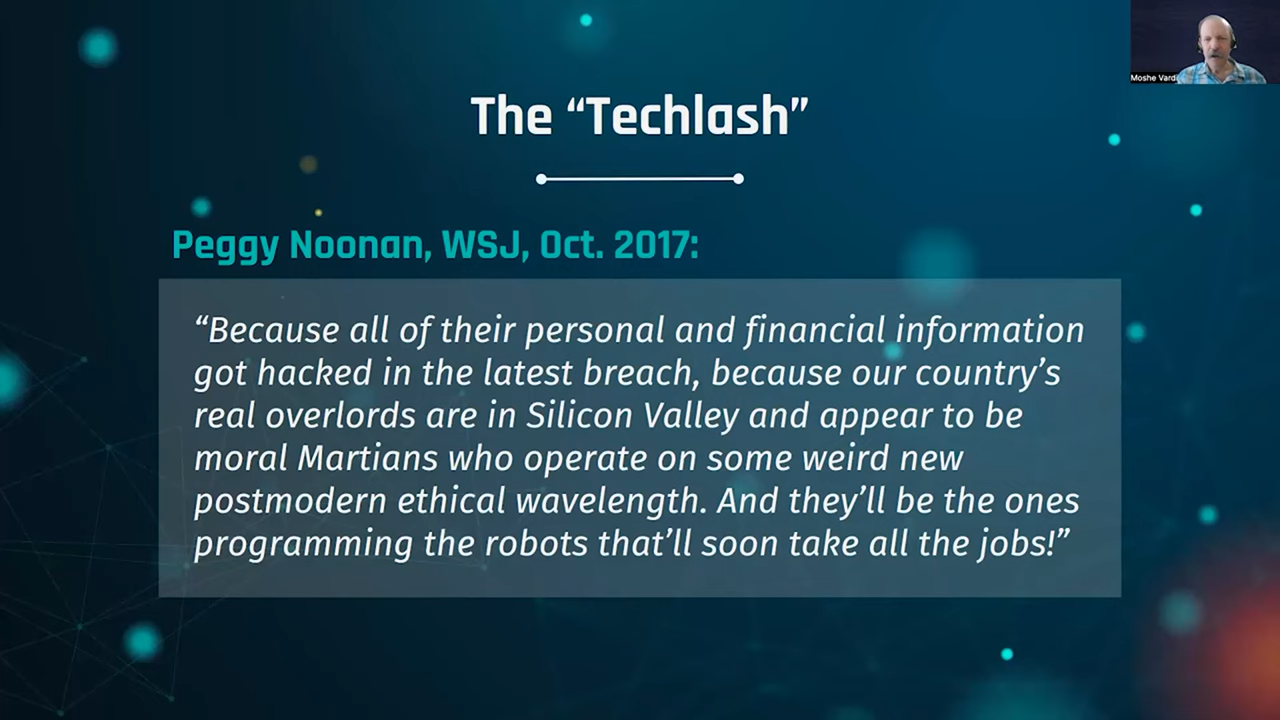 Moshe Vardi
The “Techlash”
Peggy Noonan, WSJ, Oct. 2017:
“Because all of their personal and financial information
got hacked in the latest breach, because our country’s
real overlords are in Silicon Valley and appear to be
moral Martians who operate on some weird new
postmodern ethical wavelength. And they’ll be the ones
programming the robots that’ll soon take all the jobs!”